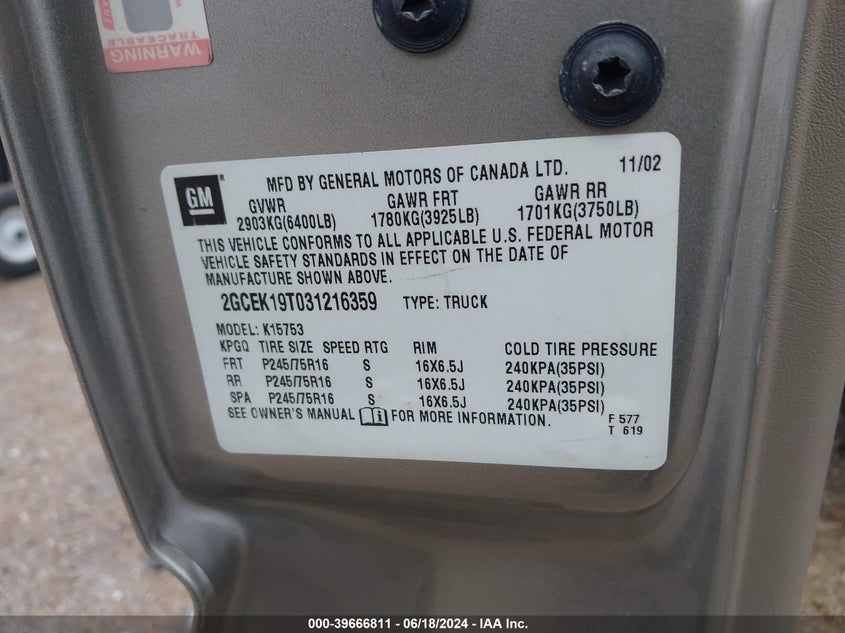 WARNING
TRACEABLE
GM
MFD BY GENERAL MOTORS OF CANADA LTD. 11/02
GVWR GAWR FRT GAWR RR
2903KG(6400LB) 1780KG(3925LB) 1701KG(3750LB)
THIS VEHICLE CONFORMS TO ALL APPLICABLE U.S. FEDERAL MOTOR
VEHICLE SAFETY STANDARDS IN EFFECT ON THE DATE OF
MANUFACTURE SHOWN ABOVE.
2GCEK19T031216359 TYPE: TRUCK
MODEL: K15753
KPGQ TIRE SIZE SPEED RTG RIM COLD TIRE PRESSURE
FRT P245/75R16 S 16X6.5J 240KPA(35PSI)
RR P245/75R16 S 16X6.5J 240KPA(35PSI)
SPA P245/75R16 S 16X6.5J 240KPA(35PSI)
SEE OWNER'S MANUAL FOR MORE INFORMATION.
F 577
T 619
000-39666811 - 06/18/2024 - IAA Inc.